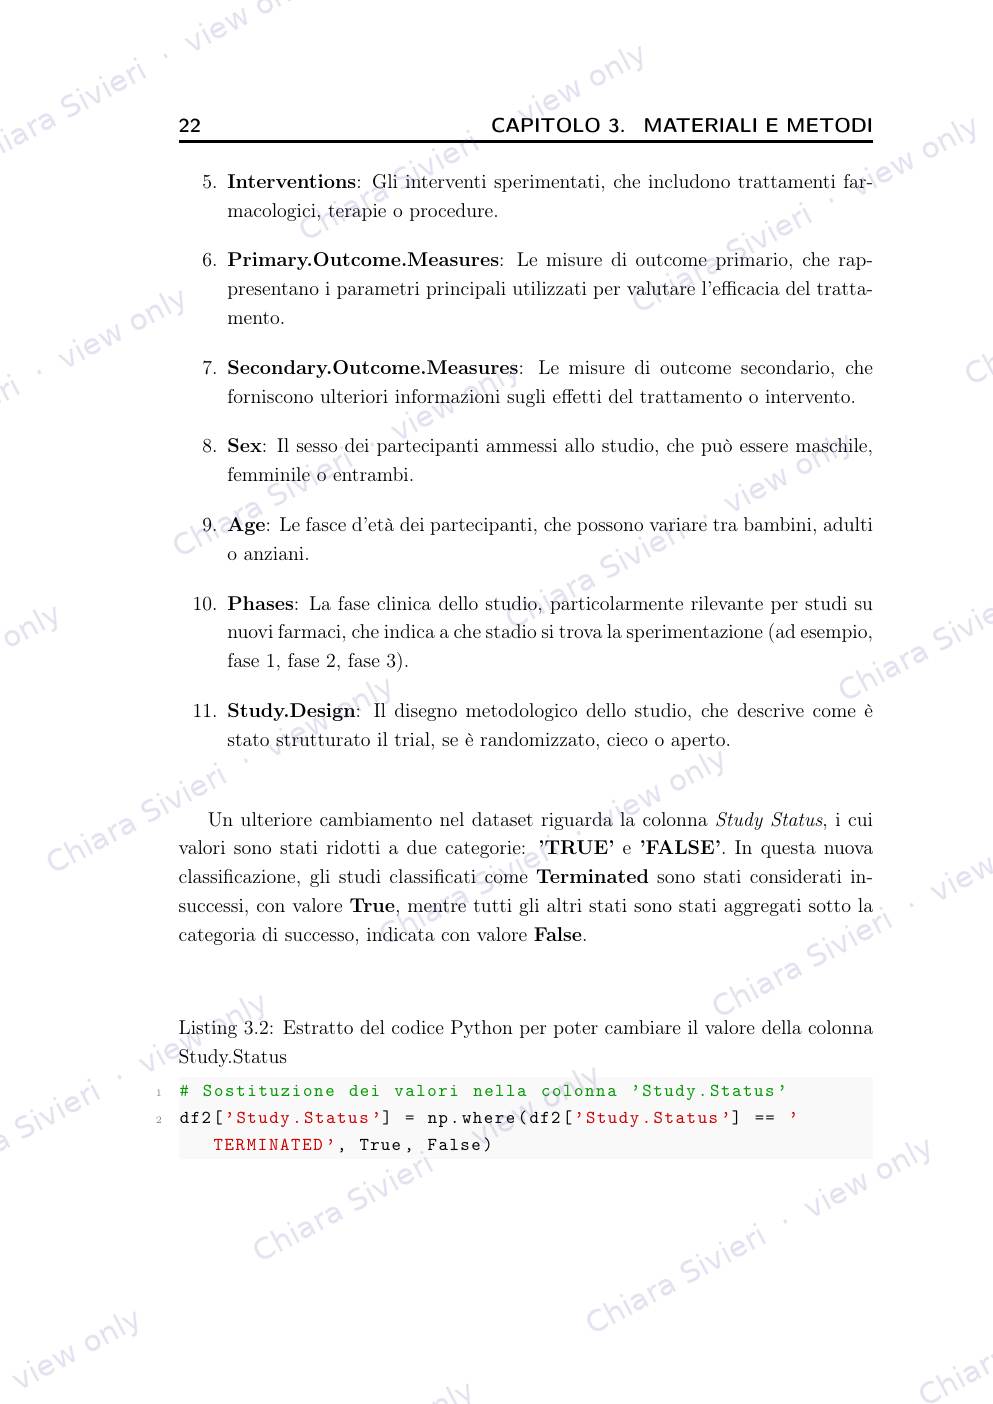 22 CAPITOLO 3. MATERIALI E METODI
5. Interventions: Gli interventi sperimentati, che includono trattamenti far-
macologici, terapie o procedure.
6. Primary.Outcome.Measures: Le misure di outcome primario, che rap-
presentano i parametri principali utilizzati per valutare l'efficacia del tratta-
mento.
7. Secondary.Outcome.Measures: Le misure di outcome secondario, che
forniscono ulteriori informazioni sugli effetti del trattamento o intervento.
8. Sex: Il sesso dei partecipanti ammessi allo studio, che può essere maschile,
femminile o entrambi.
9. Age: Le fasce d'età dei partecipanti, che possono variare tra bambini, adulti
o anziani.
10. Phases: La fase clinica dello studio, particolarmente rilevante per studi su
nuovi farmaci, che indica a che stadio si trova la sperimentazione (ad esempio,
fase 1, fase 2, fase 3).
11. Study.Design: Il disegno metodologico dello studio, che descrive come è
stato strutturato il trial, se è randomizzato, cieco o aperto.
Un ulteriore cambiamento nel dataset riguarda la colonna Study Status, i cui
valori sono stati ridotti a due categorie: 'TRUE' e 'FALSE'. In questa nuova
classificazione, gli studi classificati come Terminated sono stati considerati in-
successi, con valore True, mentre tutti gli altri stati sono stati aggregati sotto la
categoria di successo, indicata con valore False.
Listing 3.2: Estratto del codice Python per poter cambiare il valore della colonna
Study.Status
1 # Sostituzione dei valori nella colonna 'Study.Status'
2 df2['Study.Status'] = np.where(df2['Study.Status'] == '
TERMINATED', True, False)
Chiara Sivieri · view only